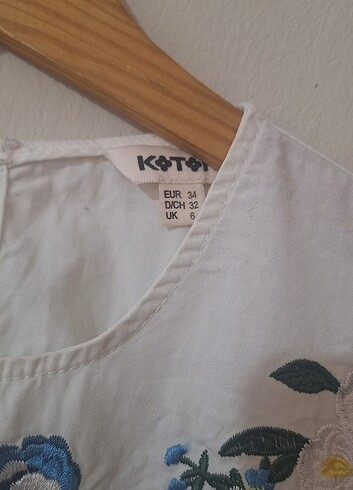 KOTON
EUR 34
D/CH 32
UK 6